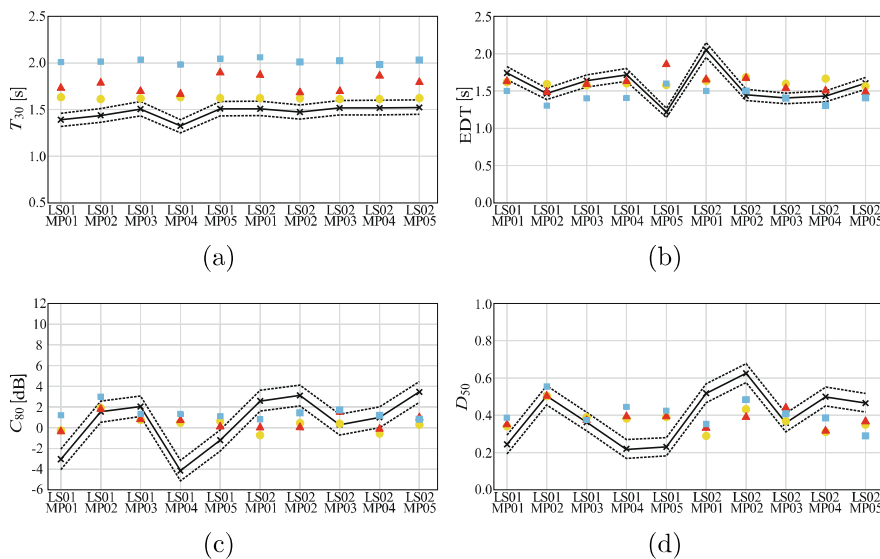 2.5
2.0
1.5
1.0
0.5
T30 [s]
LS01 LS01 LS01 LS01 LS01 LS02 LS02 LS02 LS02 LS02
MP01 MP02 MP03 MP04 MP05 MP01 MP02 MP03 MP04 MP05
(a)
2.5
2.0
1.5
1.0
0.5
0.0
EDT [s]
LS01 LS01 LS01 LS01 LS01 LS02 LS02 LS02 LS02 LS02
MP01 MP02 MP03 MP04 MP05 MP01 MP02 MP03 MP04 MP05
(b)
12
10
8
6
4
2
0
-2
-4
-6
C80 [dB]
LS01 LS01 LS01 LS01 LS01 LS02 LS02 LS02 LS02 LS02
MP01 MP02 MP03 MP04 MP05 MP01 MP02 MP03 MP04 MP05
(c)
1.0
0.8
0.6
0.4
0.2
0.0
D50
LS01 LS01 LS01 LS01 LS01 LS02 LS02 LS02 LS02 LS02
MP01 MP02 MP03 MP04 MP05 MP01 MP02 MP03 MP04 MP05
(d)